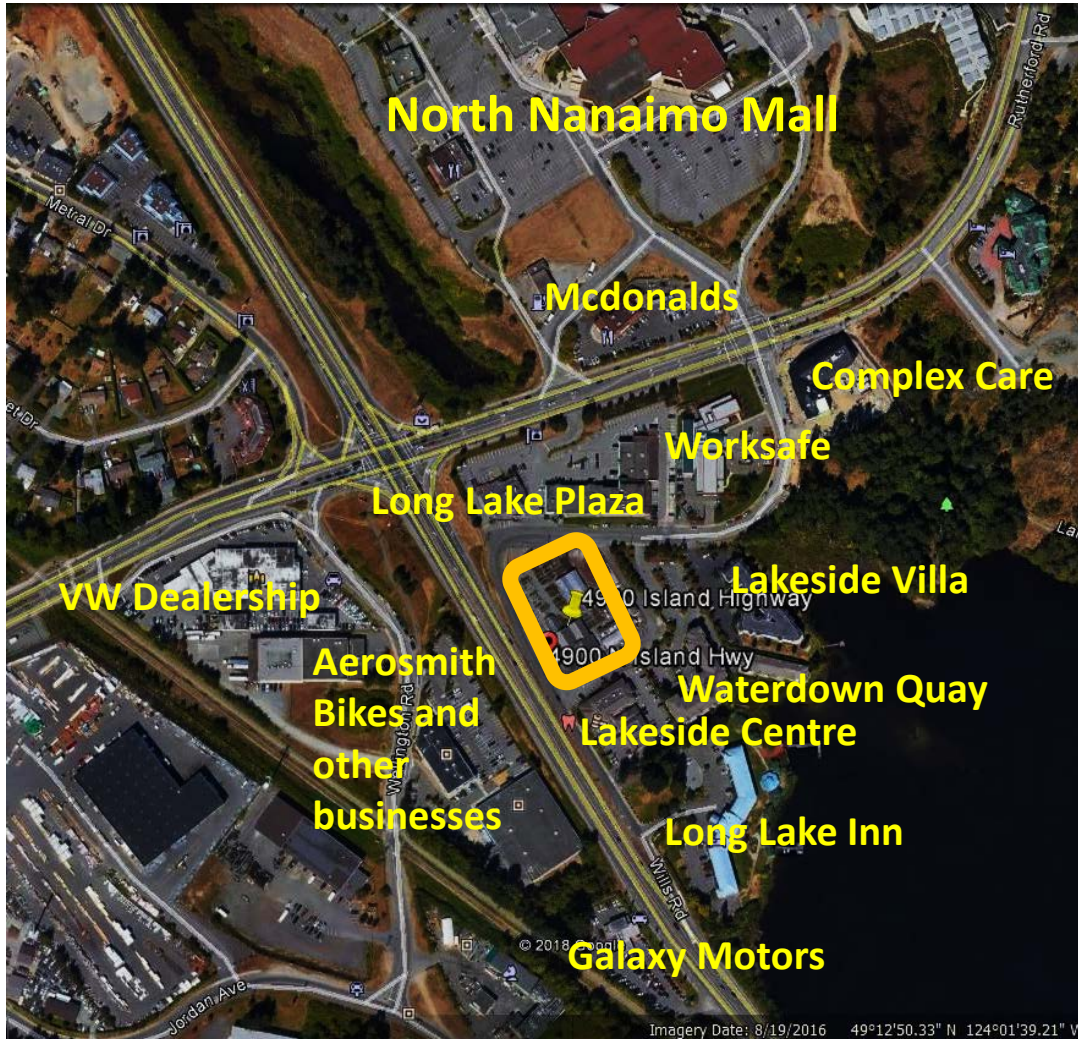 Rutherford Rd
North Nanaimo Mall
Metral Dr
Mcdonalds
Complex Care
et Dr
Worksafe
Long Lake Plaza
La
VW Dealership
Lakeside Villa
Island Highway
4900 N Island Hwy
Aerosmith
Bikes and
other
businesses
Wellington Rd
Waterdown Quay
Lakeside Centre
Long Lake Inn
Wills Rd
© 2018 Google
Galaxy Motors
Jordan Ave
Imagery Date: 8/19/2016 49°12'50.33" N 124°01'39.21" W